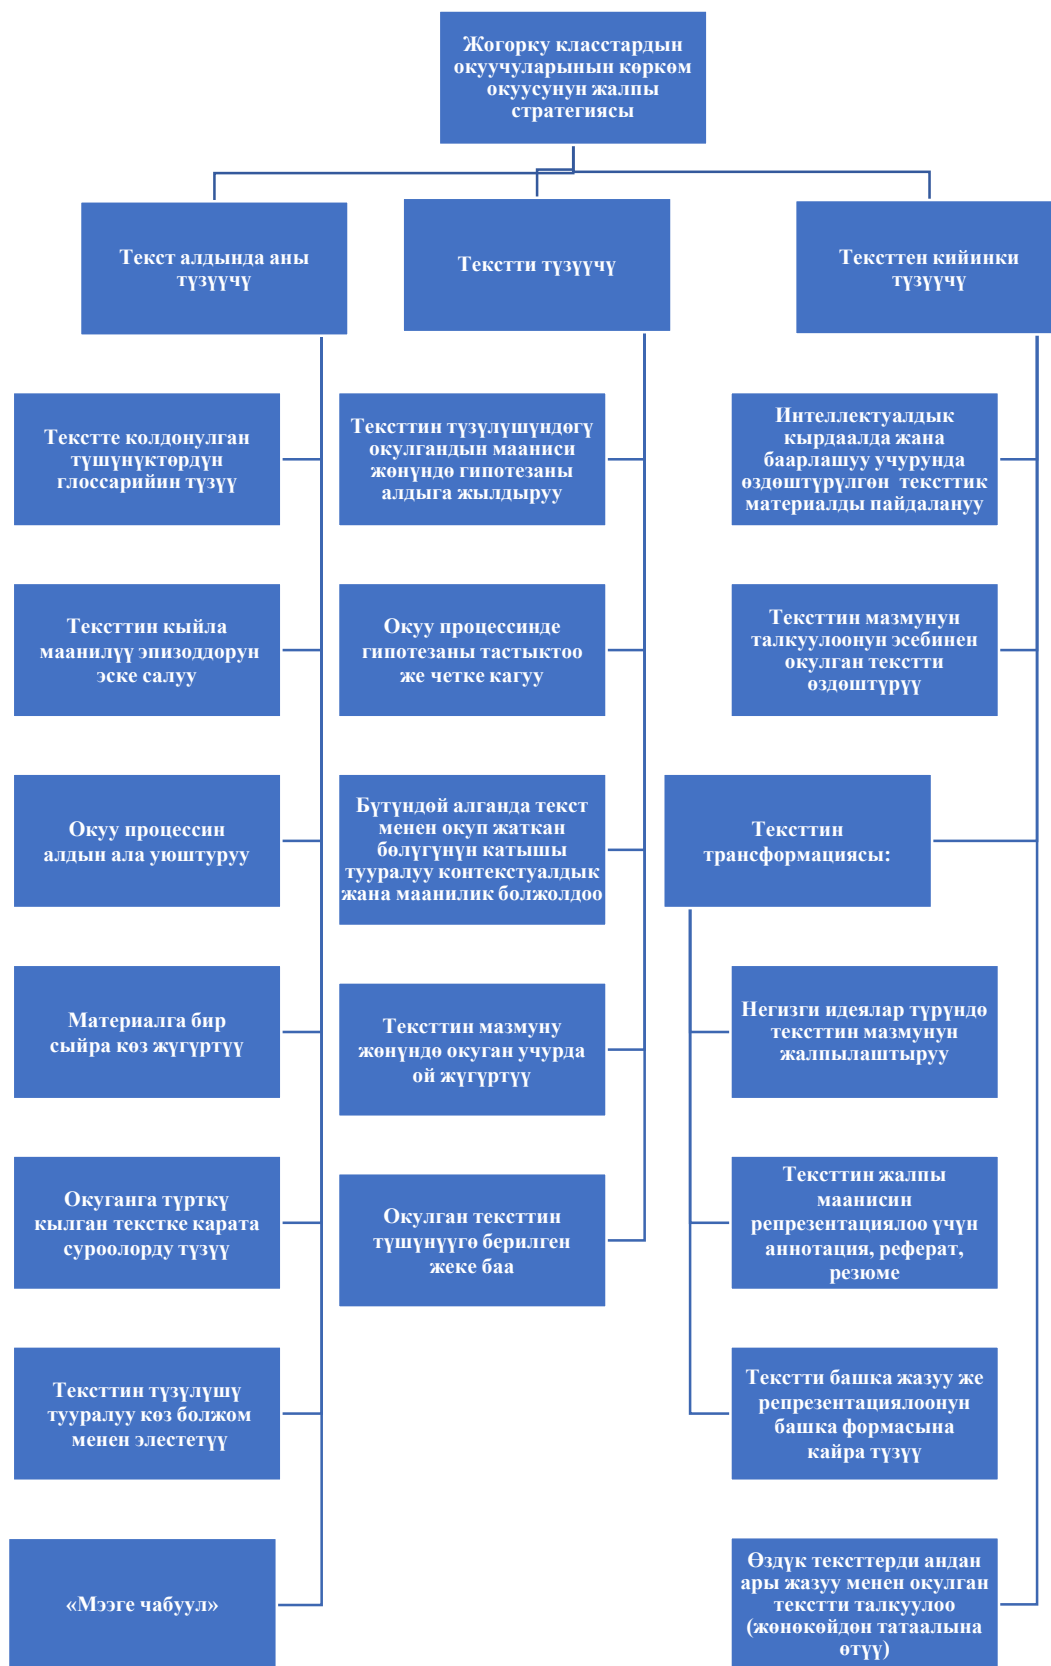 Жогорку класстардын
окуучуларынын көркөм
окуусунун жалпы
стратегиясы
Текст алдында аны
түзүүчү
Текстти түзүүчү
Тексттен кийинки
түзүүчү
Текстте колдонулган
түшүнүктөрдүн
глоссарийин түзүү
Тексттин кыйла
маанилүү эпизоддорун
эске салуу
Окуу процессин
алдын ала уюштуруу
Материалга бир
сыйра көз жүгүртүү
Окуганга түрткү
кылган текстке карата
суроолорду түзүү
Тексттин түзүлүшү
тууралуу көз болжом
менен элестетүү
«Мээге чабуул»
Тексттин түзүлүшүндөгү
окулгандын мааниси
жөнүндө гипотезаны
алдыга жылдыруу
Окуу процессинде
гипотезаны тастыктоо
же четке кагуу
Бүтүндөй алганда текст
менен окуп жаткан
бөлүгүнүн катышы
тууралуу контекстуалдык
жана маанилик болжолдоо
Тексттин мазмуну
жөнүндө окуган учурда
ой жүгүртүү
Окулган тексттин
түшүнүүгө берилген
жеке баа
Интеллектуалдык
кырдаалда жана
баарлашуу учурунда
өздөштүрүлгөн тексттик
материалды пайдалануу
Тексттин мазмунун
талкуулоонун эсебинен
окулган текстти
өздөштүрүү
Тексттин
трансформациясы:
Негизги идеялар түрүндө
тексттин мазмунун
жалпылаштыруу
Тексттин жалпы
маанисин
репрезентациялоо үчүн
аннотация, реферат,
резюме
Текстти башка жазуу же
репрезентациялоонун
башка формасына
кайра түзүү
Өздүк тексттерди андан
ары жазуу менен окулган
текстти талкуулоо
(жөнөкөйдөн татаалына
өтүү)